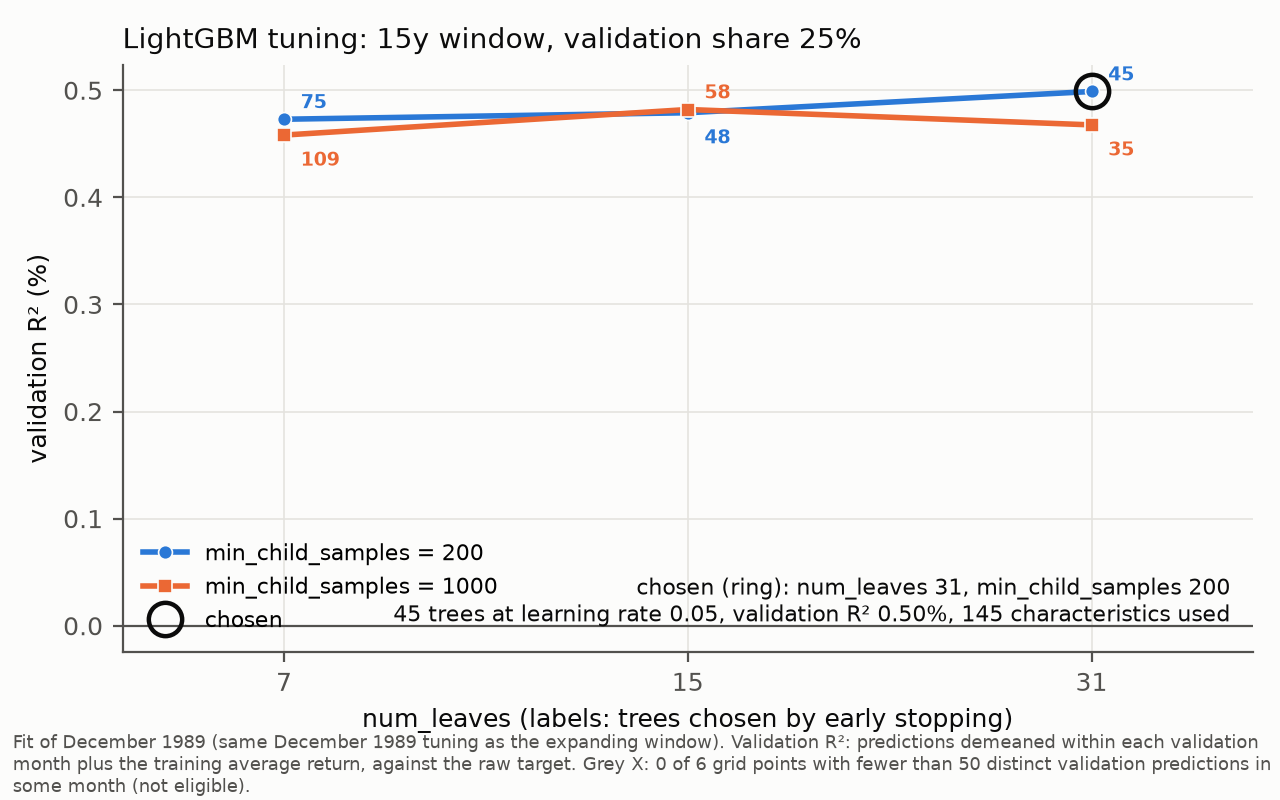 LightGBM tuning: 15y window, validation share 25%
0.5
0.4
0.3
0.2
0.1
0.0
validation R² (%)
75
109
58
48
45
35
min_child_samples = 200
min_child_samples = 1000
chosen
chosen (ring): num_leaves 31, min_child_samples 200
45 trees at learning rate 0.05, validation R² 0.50%, 145 characteristics used
7
15
31
num_leaves (labels: trees chosen by early stopping)
Fit of December 1989 (same December 1989 tuning as the expanding window). Validation R²: predictions demeaned within each validation
month plus the training average return, against the raw target. Grey X: 0 of 6 grid points with fewer than 50 distinct validation predictions in
some month (not eligible).